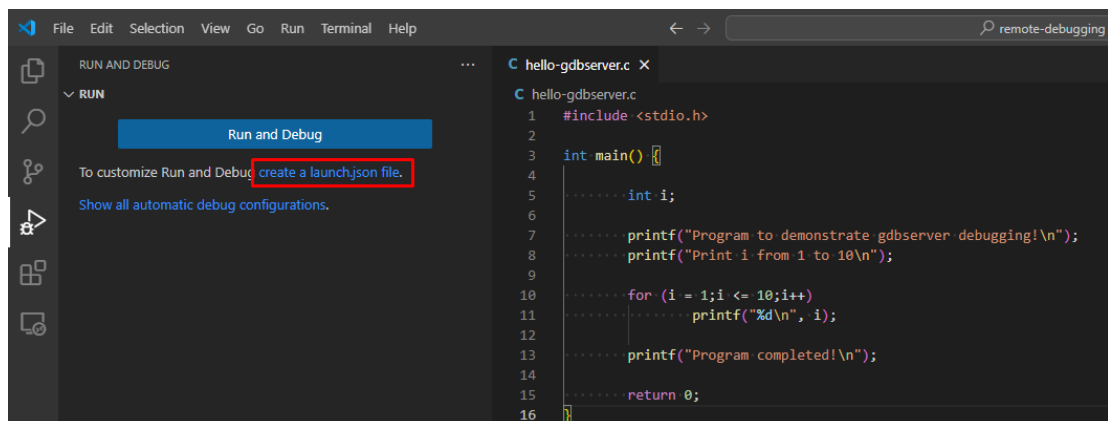 File Edit Selection View Go Run Terminal Help
remote-debugging
RUN AND DEBUG
...
RUN
Run and Debug
To customize Run and Debug create a launch.json file.
Show all automatic debug configurations.
C hello-gdbserver.c
C hello-gdbserver.c
1 #include <stdio.h>
2
3 int main() {
4
5 int i;
6
7 printf("Program to demonstrate gdbserver debugging!\n");
8 printf("Print i from 1 to 10\n");
9
10 for (i = 1;i <= 10;i++)
11 printf("%d\n", i);
12
13 printf("Program completed!\n");
14
15 return 0;
16 }